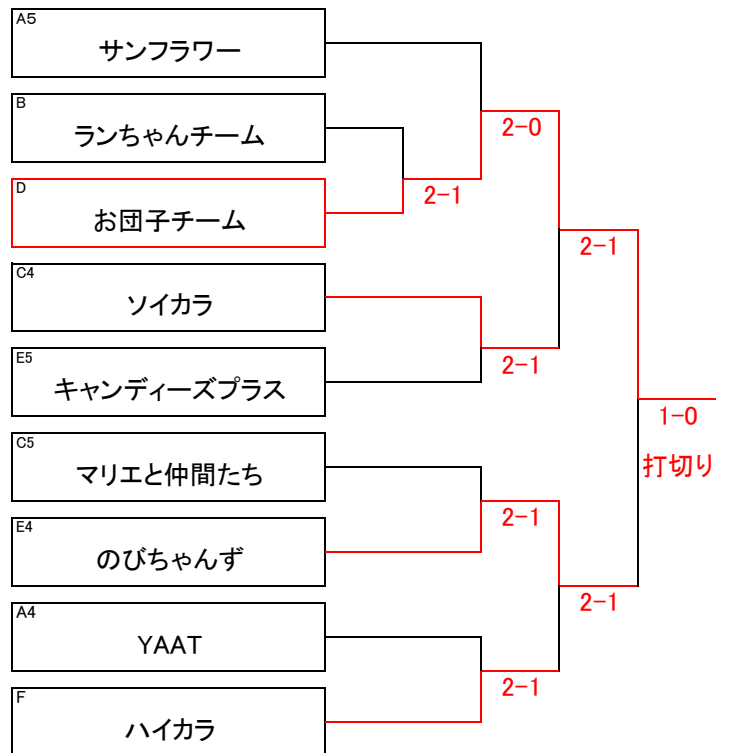 A5
サンフラワー
B
ランちゃんチーム
2-0
D
お団子チーム
2-1
2-1
C4
ソイカラ
E5
キャンディーズプラス
2-1
1-0
打切り
C5
マリエと仲間たち
E4
のびちゃんず
2-1
2-1
A4
YAAT
F
ハイカラ
2-1